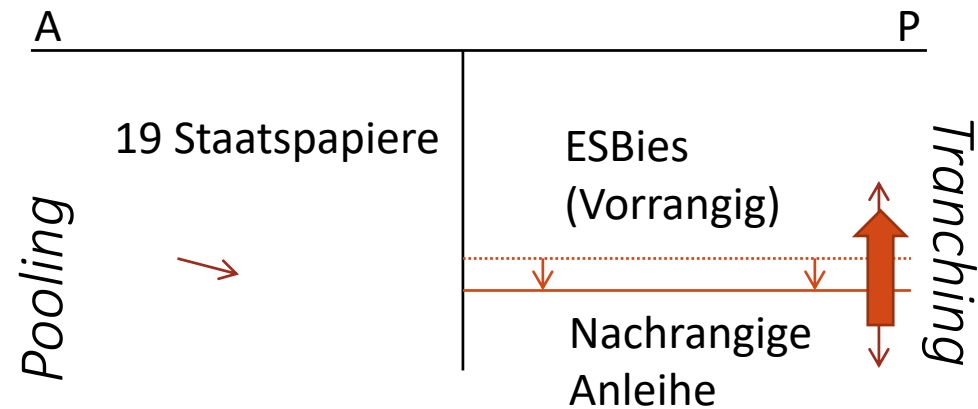 A
P
19 Staatspapiere
ESBies
(Vorrangig)
Nachrangige
Anleihe
Pooling
Tranching